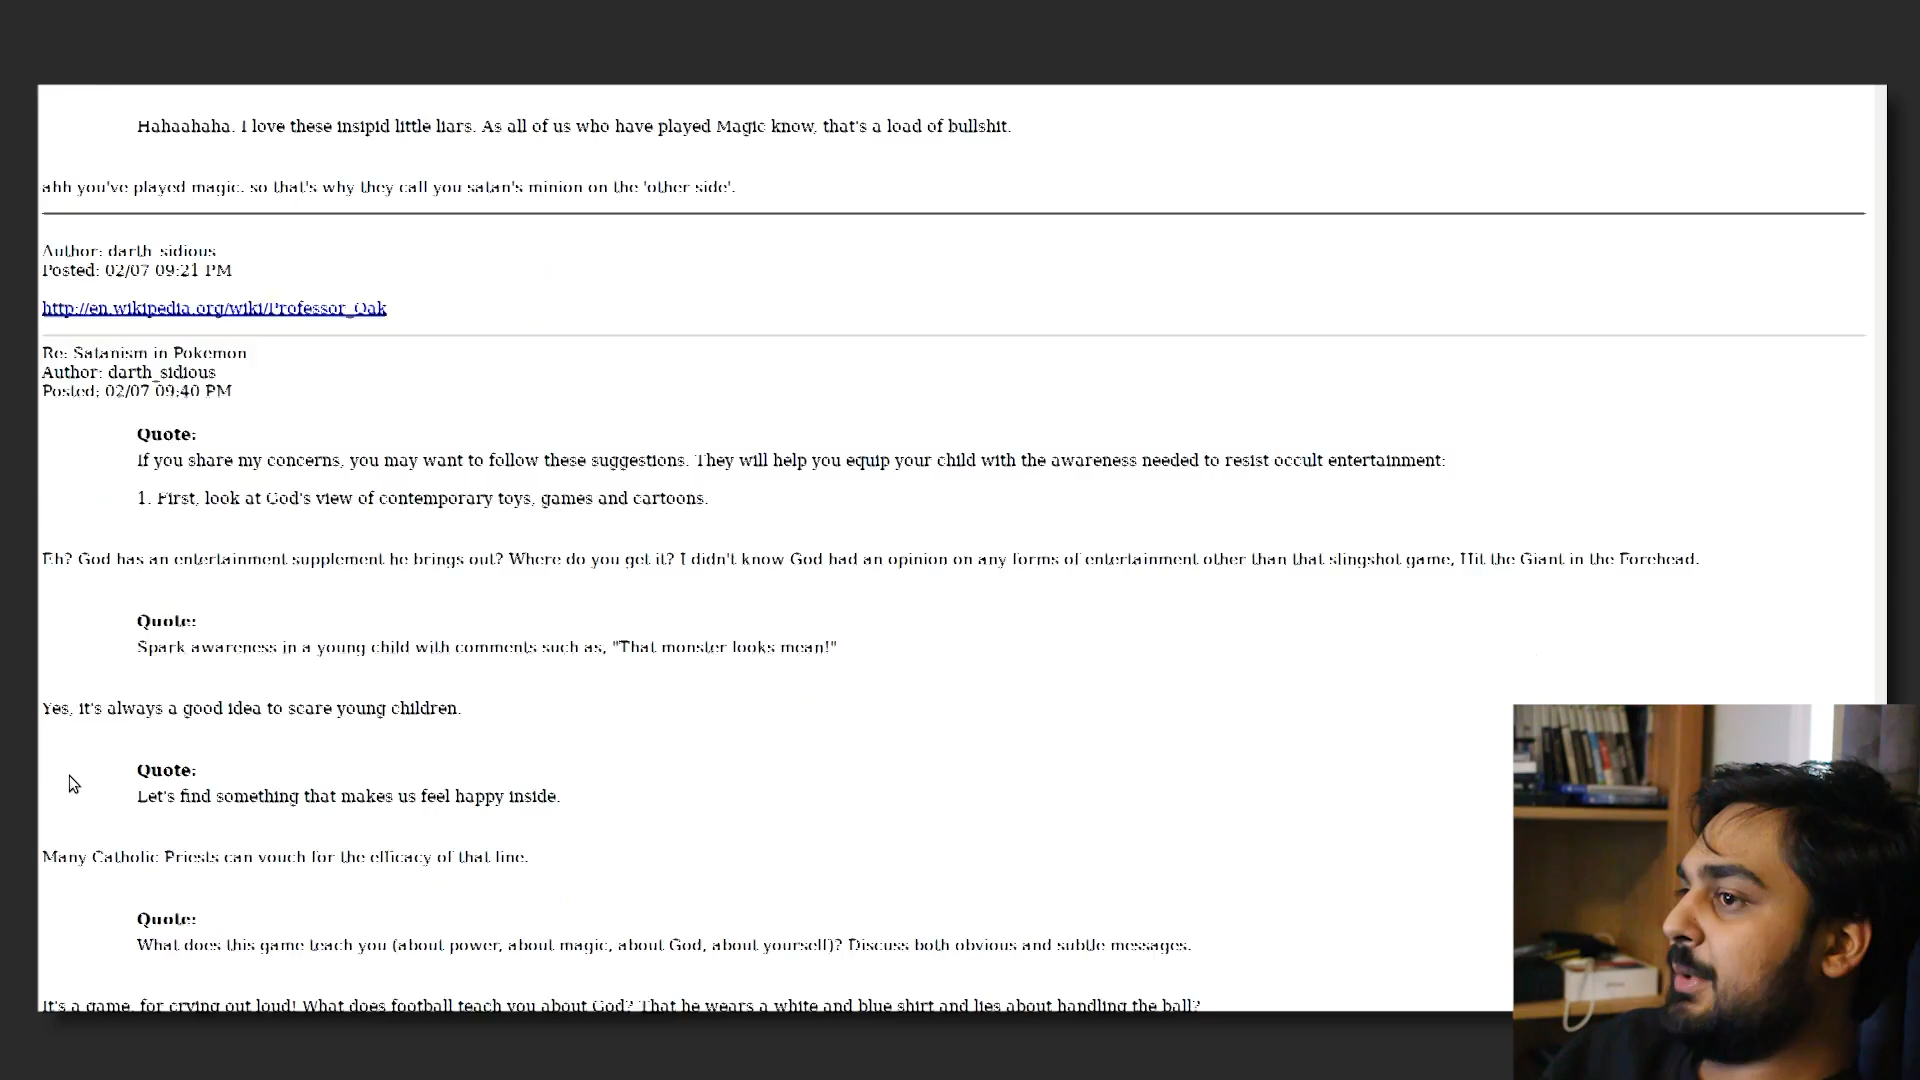 Hahaahaha. I love these insipid little liars. As all of us who have played Magic know, that's a load of bullshit.
ahh you've played magic. so that's why they call you satan's minion on the 'other side'.
Author: darth_sidious
Posted: 02/07 09:21 PM
http://en.wikipedia.org/wiki/Professor_Oak
Re: Satanism in Pokemon
Author: darth_sidious
Posted: 02/07 09:40 PM
Quote:
If you share my concerns, you may want to follow these suggestions. They will help you equip your child with the awareness needed to resist occult entertainment:
1. First, look at God's view of contemporary toys, games and cartoons.
Eh? God has an entertainment supplement he brings out? Where do you get it? I didn't know God had an opinion on any forms of entertainment other than that slingshot game, Hit the Giant in the Forehead.
Quote:
Spark awareness in a young child with comments such as, "That monster looks mean!"
Yes, it's always a good idea to scare young children.
Quote:
Let's find something that makes us feel happy inside.
Many Catholic Priests can vouch for the efficacy of that line.
Quote:
What does this game teach you (about power, about magic, about God, about yourself)? Discuss both obvious and subtle messages.
It's a game, for crying out loud! What does football teach you about God? That he wears a white and blue shirt and lies about handling the ball?